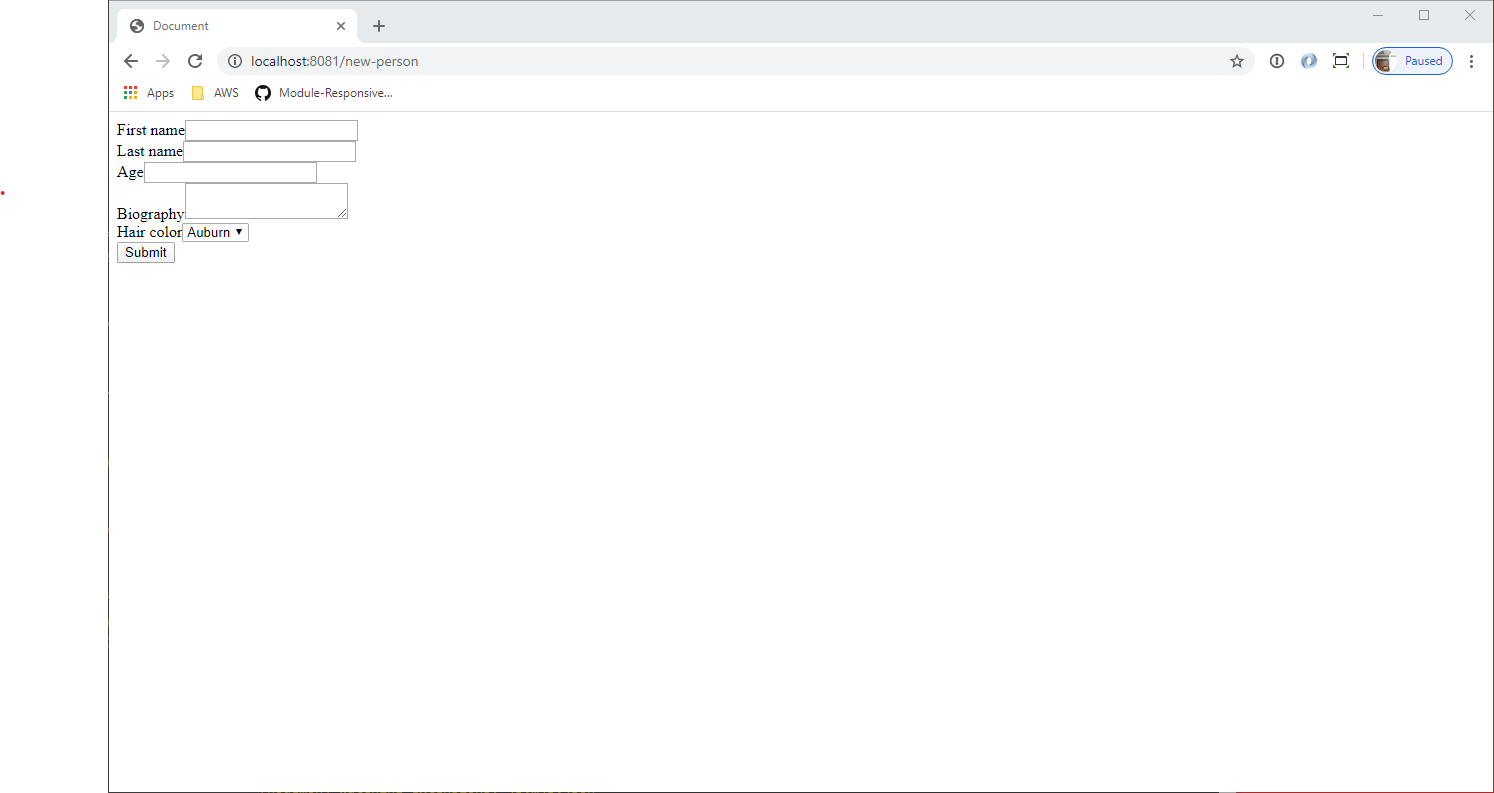 Document
localhost:8081/new-person
Paused
Apps AWS Module-Responsive...
First name
Last name
Age
Biography
Hair color Auburn
Submit